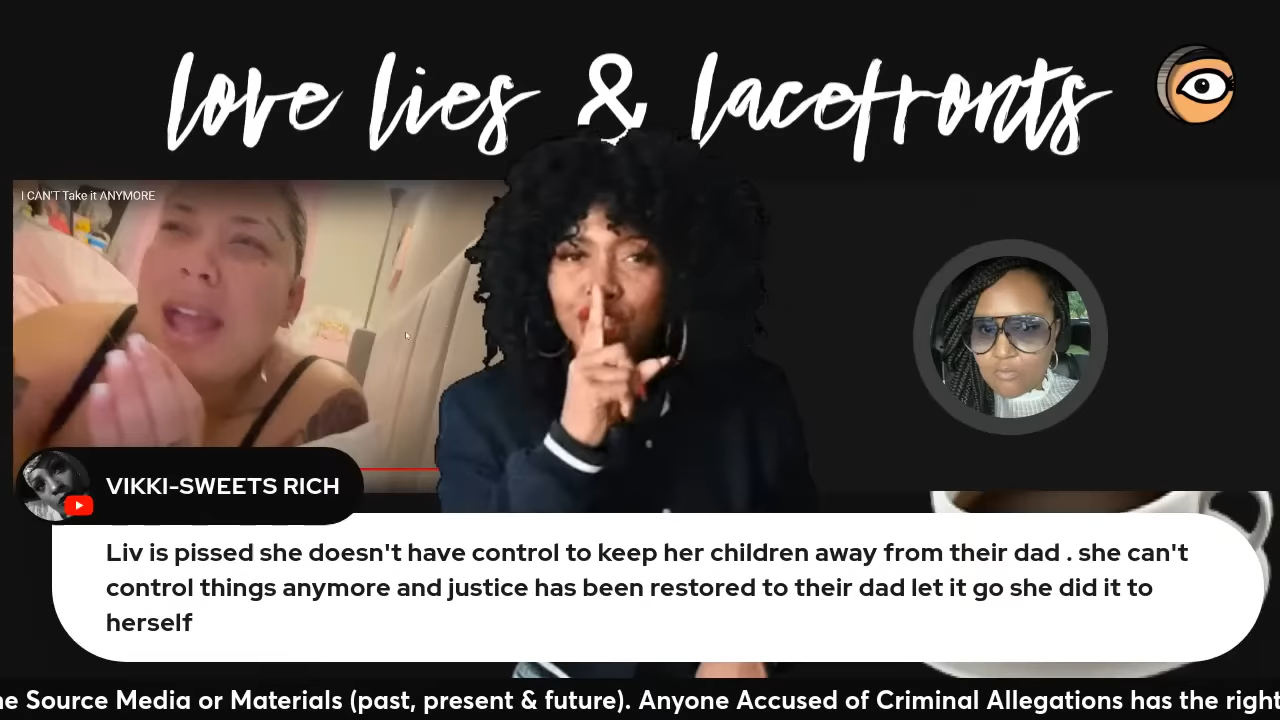 love lies & lacefronts
I CAN'T Take it ANYMORE
VIKKI-SWEETS RICH
Liv is pissed she doesn't have control to keep her children away from their dad . she can't
control things anymore and justice has been restored to their dad let it go she did it to
herself
e Source Media or Materials (past, present & future). Anyone Accused of Criminal Allegations has the right